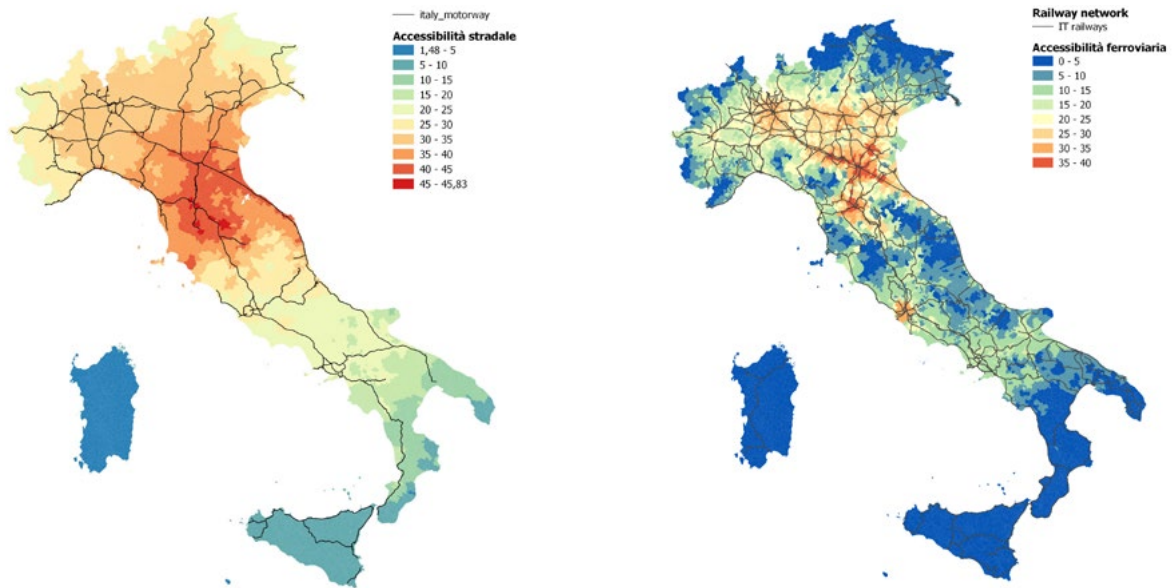 italy_motorway
Accessibilità stradale
1,48 - 5
5 - 10
10 - 15
15 - 20
20 - 25
25 - 30
30 - 35
35 - 40
40 - 45
45 - 45,83
Railway network
IT railways
Accessibilità ferroviaria
0 - 5
5 - 10
10 - 15
15 - 20
20 - 25
25 - 30
30 - 35
35 - 40